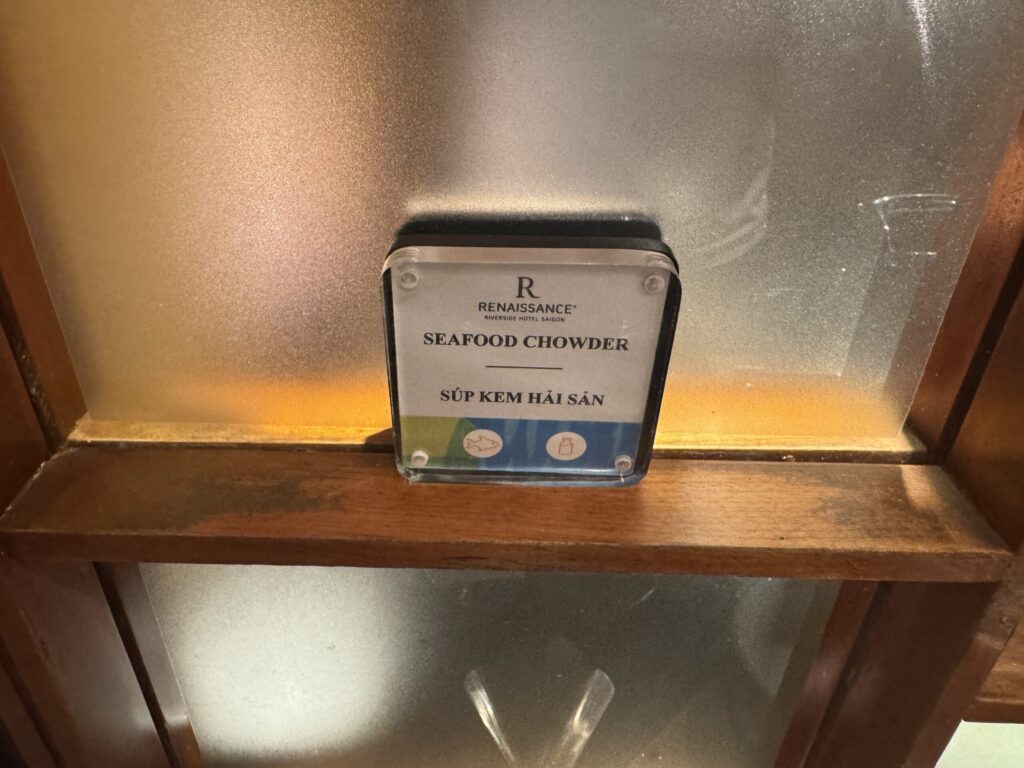 R
RENAISSANCE®
RIVERSIDE HOTEL SAIGON
SEAFOOD CHOWDER
SÚP KEM HẢI SẢN